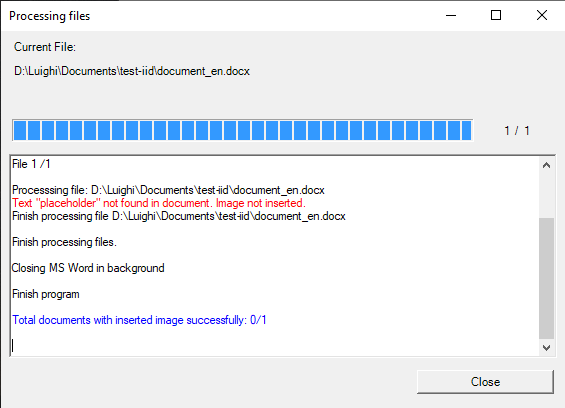 Processing files
Current File:
D:\Luighi\Documents\test-iid\document_en.docx
1 / 1
File 1 /1
Processsing file: D:\Luighi\Documents\test-iid\document_en.docx
Text "placeholder" not found in document. Image not inserted.
Finish processing file D:\Luighi\Documents\test-iid\document_en.docx
Finish processing files.
Closing MS Word in background
Finish program
Total documents with inserted image successfully: 0/1
Close